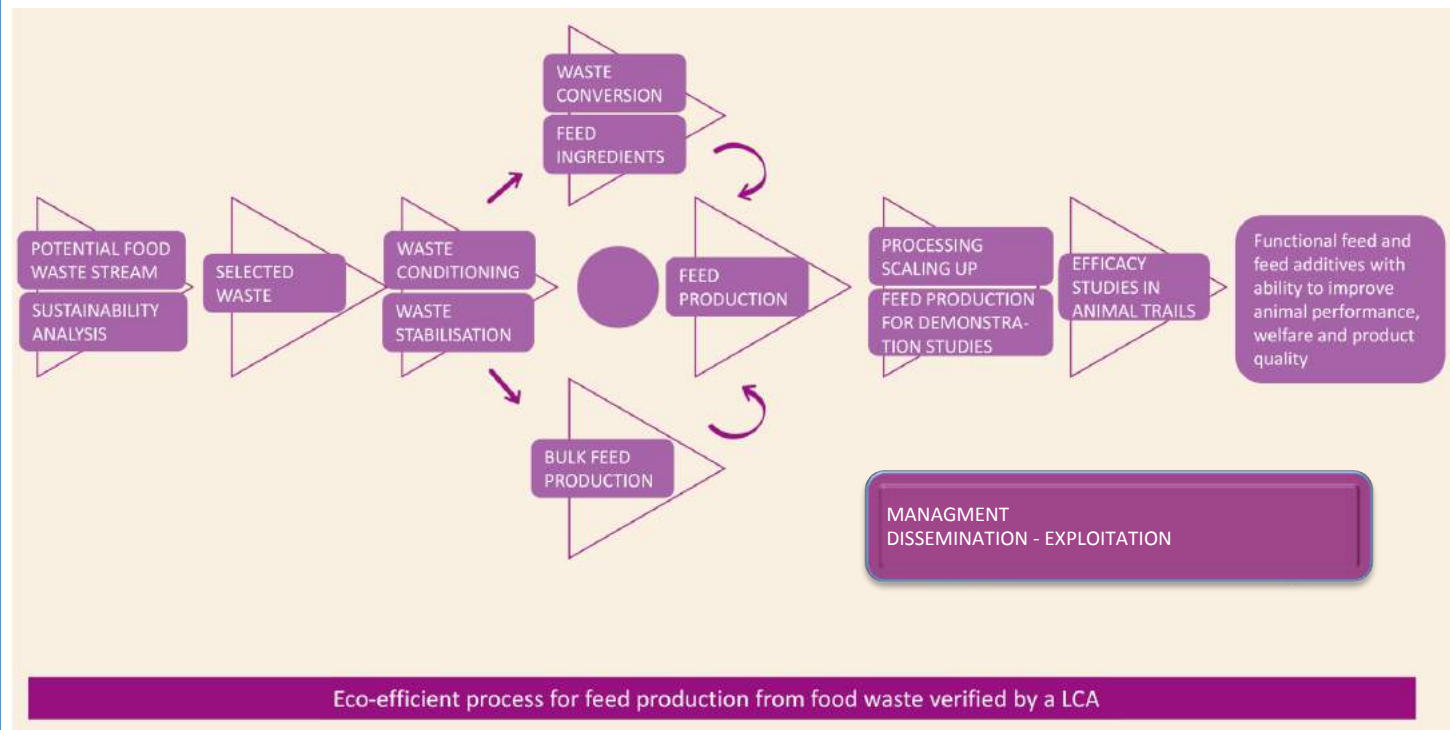 WASTE
CONVERSION
FEED
INGREDIENTS
POTENTIAL FOOD
WASTE STREAM
SUSTAINABILITY
ANALYSIS
SELECTED
WASTE
WASTE
CONDITIONING
WASTE
STABILISATION
FEED
PRODUCTION
PROCESSING
SCALING UP
FEED PRODUCTION
FOR DEMONSTRA-
TION STUDIES
EFFICACY
STUDIES IN
ANIMAL TRAILS
Functional feed and
feed additives with
ability to improve
animal performance,
welfare and product
quality
BULK FEED
PRODUCTION
MANAGMENT
DISSEMINATION - EXPLOITATION
Eco-efficient process for feed production from food waste verified by a LCA